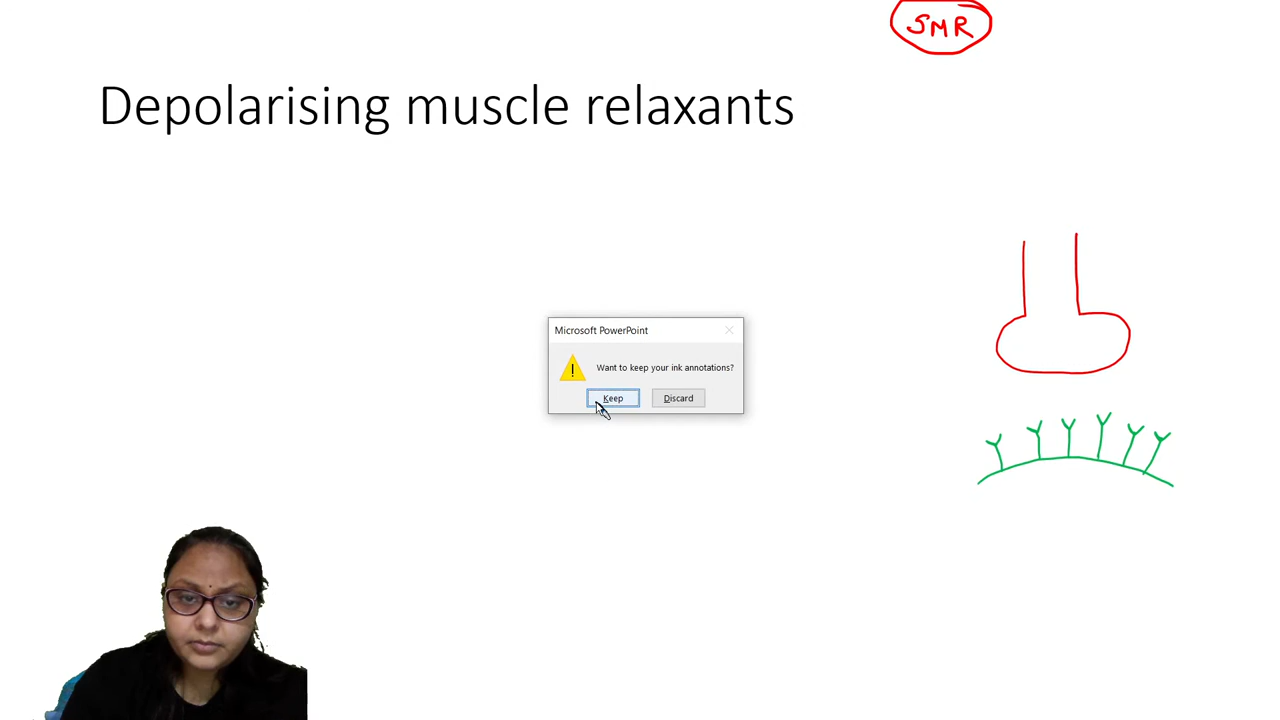 SMR
Depolarising muscle relaxants
Microsoft PowerPoint
Want to keep your ink annotations?
Keep
Discard